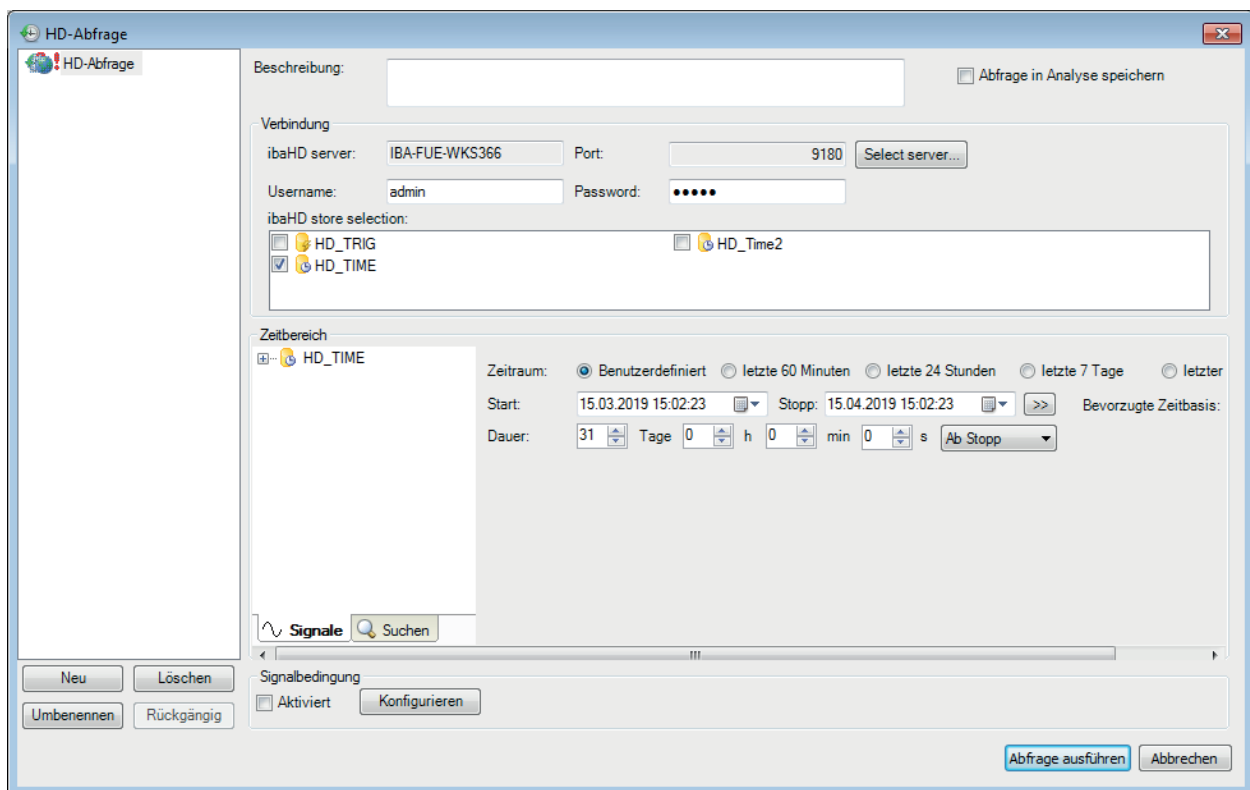 HD-Abfrage
HD-Abfrage
Beschreibung:
Abfrage in Analyse speichern
Verbindung
ibaHD server: IBA-FUE-WKS366 Port: 9180 Select server...
Username: admin Password: •••••
ibaHD store selection:
HD_TRIG HD_Time2
HD_TIME
Zeitbereich
HD_TIME
Zeitraum: Benutzerdefiniert letzte 60 Minuten letzte 24 Stunden letzte 7 Tage letzter
Start: 15.03.2019 15:02:23 Stopp: 15.04.2019 15:02:23 >> Bevorzugte Zeitbasis:
Dauer: 31 Tage 0 h 0 min 0 s Ab Stopp
Signale Suchen
Neu Löschen
Umbenennen Rückgängig
Signalbedingung
Aktiviert Konfigurieren
Abfrage ausführen Abbrechen